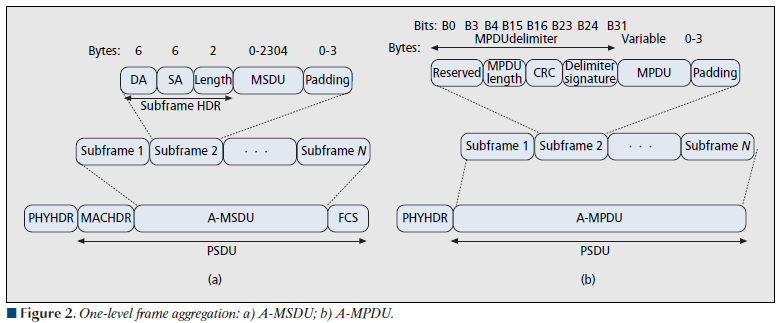 Bytes: 6 6 2 0-2304 0-3
DA SA Length MSDU Padding
Subframe HDR
Subframe 1 Subframe 2 . . . Subframe N
PHYHDR MACHDR A-MSDU FCS
PSDU
(a)
Bits: B0 B3 B4 B15 B16 B23 B24 B31
MPDUdelimiter Variable 0-3
Bytes:
Reserved MPDU length CRC Delimiter signature MPDU Padding
Subframe 1 Subframe 2 . . . Subframe N
PHYHDR A-MPDU
PSDU
(b)
Figure 2. One-level frame aggregation: a) A-MSDU; b) A-MPDU.